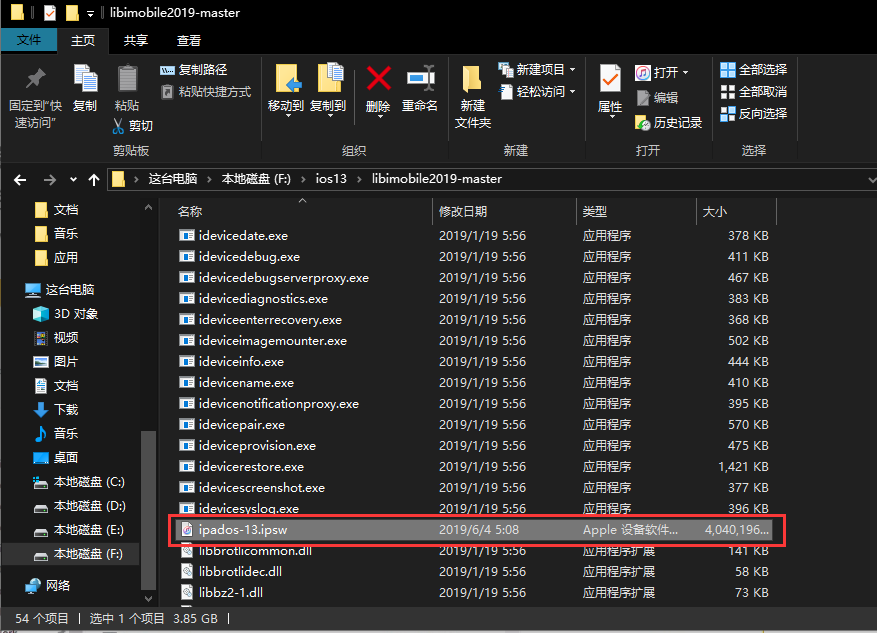 libimobile2019-master
文件 主页 共享 查看
固定到“快速访问”
复制
粘贴
复制路径
粘贴快捷方式
剪切
剪贴板
移动到
复制到
删除
重命名
组织
新建文件夹
新建项目
轻松访问
新建
属性
打开
编辑
历史记录
打开
全部选择
全部取消
反向选择
选择
这台电脑 > 本地磁盘 (F:) > ios13 > libimobile2019-master
文档
音乐
应用
这台电脑
3D 对象
视频
图片
文档
下载
音乐
桌面
本地磁盘 (C:)
本地磁盘 (D:)
本地磁盘 (E:)
本地磁盘 (F:)
网络
名称 修改日期 类型 大小
idevicedate.exe 2019/1/19 5:56 应用程序 378 KB
idevicedebug.exe 2019/1/19 5:56 应用程序 411 KB
idevicedebugserverproxy.exe 2019/1/19 5:56 应用程序 467 KB
idevicediagnostics.exe 2019/1/19 5:56 应用程序 383 KB
ideviceenterrecovery.exe 2019/1/19 5:56 应用程序 368 KB
ideviceimagemounter.exe 2019/1/19 5:56 应用程序 502 KB
ideviceinfo.exe 2019/1/19 5:56 应用程序 444 KB
idevicename.exe 2019/1/19 5:56 应用程序 410 KB
idevicenotificationproxy.exe 2019/1/19 5:56 应用程序 395 KB
idevicepair.exe 2019/1/19 5:56 应用程序 570 KB
ideviceprovision.exe 2019/1/19 5:56 应用程序 475 KB
idevicerestore.exe 2019/1/19 5:56 应用程序 1,421 KB
idevicescreenshot.exe 2019/1/19 5:56 应用程序 377 KB
idevicesyslog.exe 2019/1/19 5:56 应用程序 396 KB
ipados-13.ipsw 2019/6/4 5:08 Apple 设备软件... 4,040,196...
libbrotlicommon.dll 2019/1/19 5:56 应用程序扩展 141 KB
libbrotlidec.dll 2019/1/19 5:56 应用程序扩展 58 KB
libbz2-1.dll 2019/1/19 5:56 应用程序扩展 73 KB
54 个项目 选中 1 个项目 3.85 GB